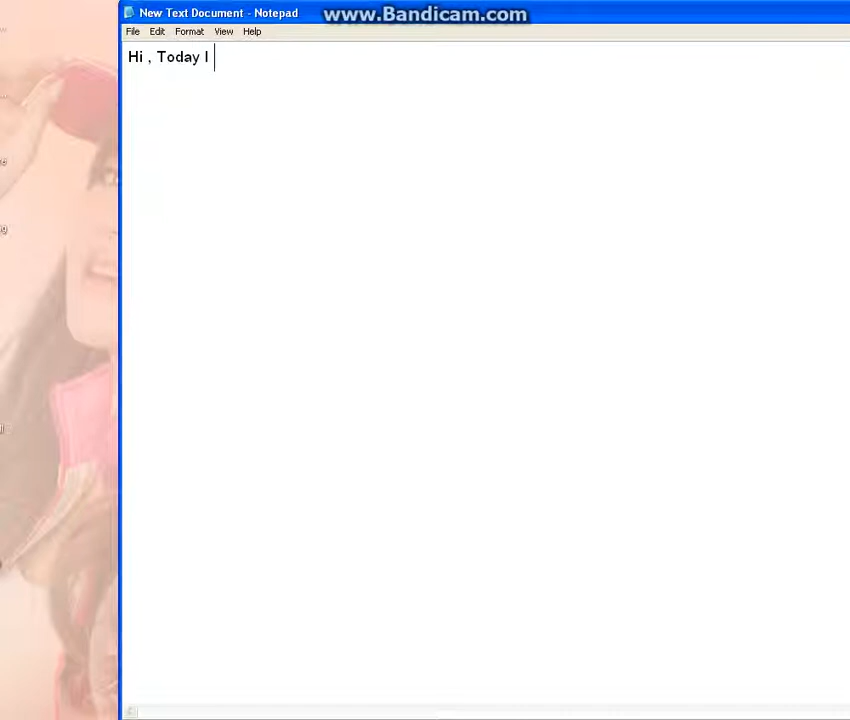 New Text Document - Notepad
www.Bandicam.com
File Edit Format View Help
Hi , Today I